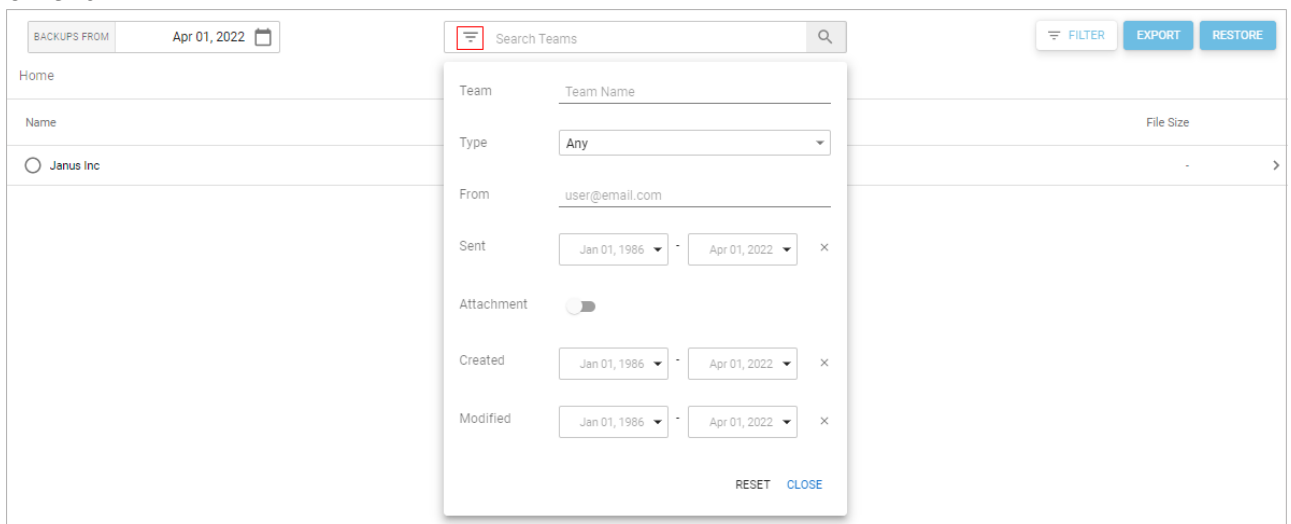 BACKUPS FROM Apr 01, 2022 Search Teams FILTER EXPORT RESTORE
Home
Team Team Name
Name File Size
Type Any
Janus Inc -
From user@email.com
Sent Jan 01, 1986 - Apr 01, 2022 ×
Attachment
Created Jan 01, 1986 - Apr 01, 2022 ×
Modified Jan 01, 1986 - Apr 01, 2022 ×
RESET CLOSE